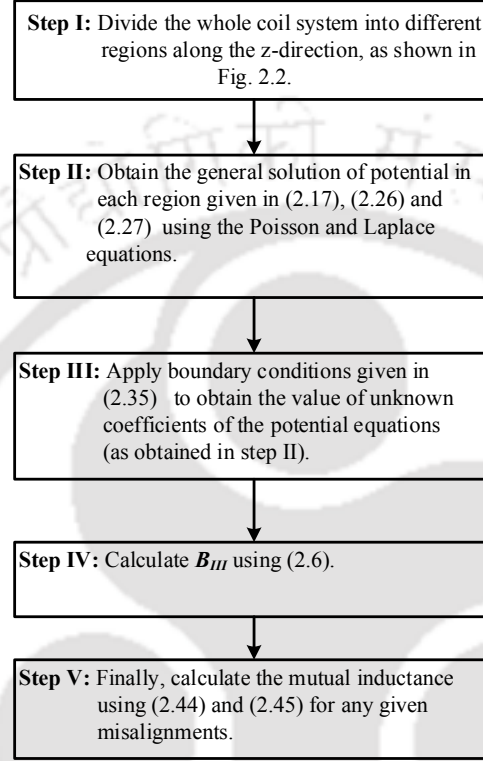 Step I: Divide the whole coil system into different
regions along the z-direction, as shown in
Fig. 2.2.
Step II: Obtain the general solution of potential in
each region given in (2.17), (2.26) and
(2.27) using the Poisson and Laplace
equations.
Step III: Apply boundary conditions given in
(2.35) to obtain the value of unknown
coefficients of the potential equations
(as obtained in step II).
Step IV: Calculate B_III using (2.6).
Step V: Finally, calculate the mutual inductance
using (2.44) and (2.45) for any given
misalignments.